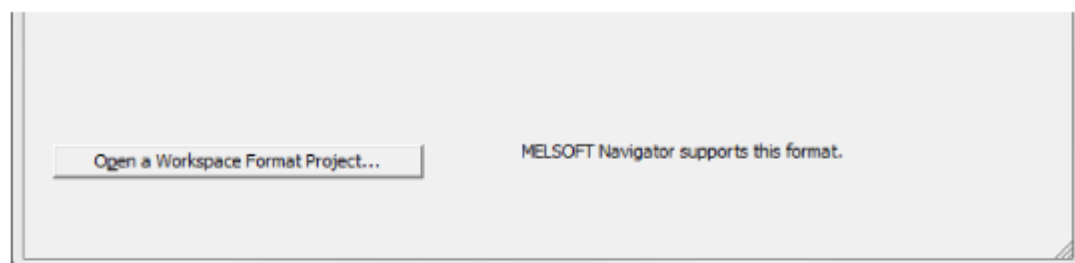 Open a Workspace Format Project...
MELSOFT Navigator supports this format.